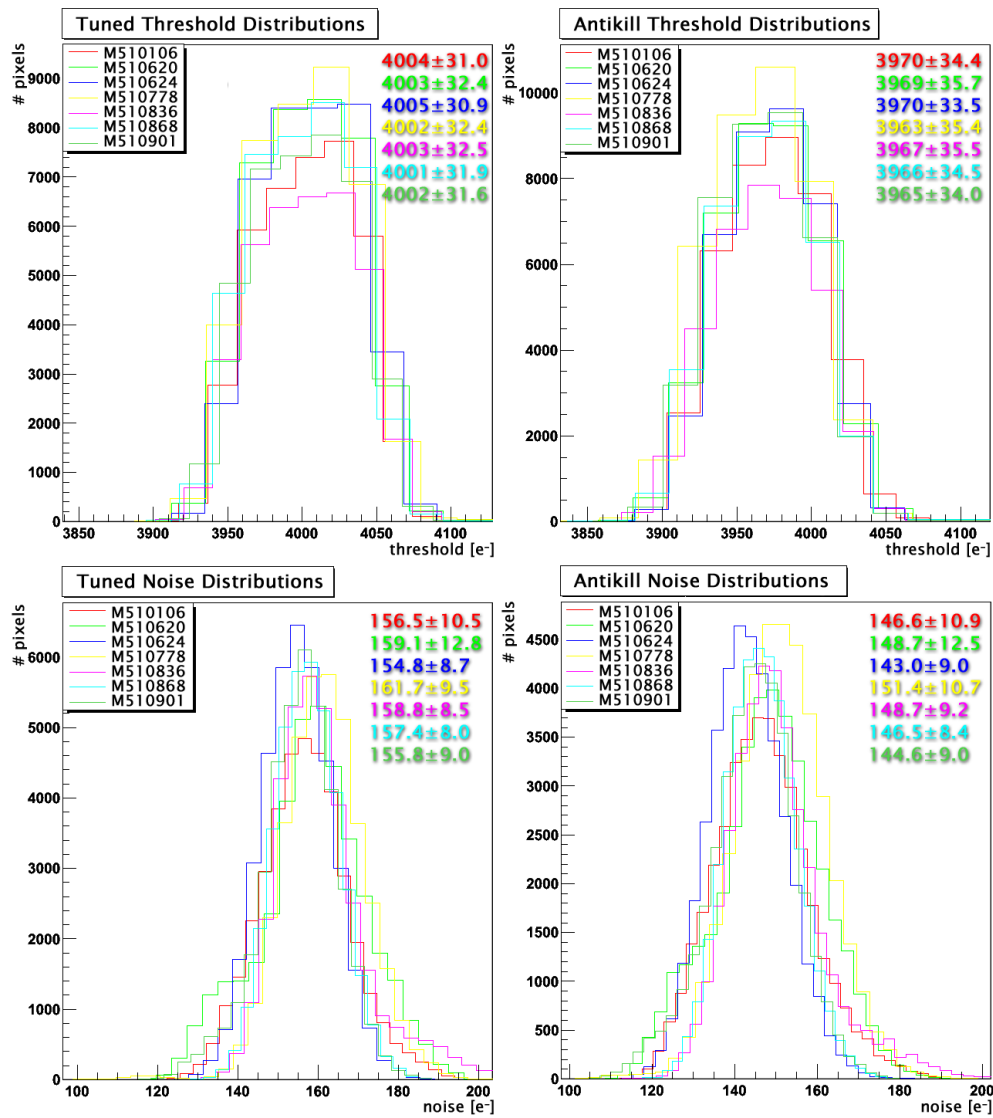 Tuned Threshold Distributions
# pixels
M510106
M510620
M510624
M510778
M510836
M510868
M510901
4004±31.0
4003±32.4
4005±30.9
4002±32.4
4003±32.5
4001±31.9
4002±31.6
9000
8000
7000
6000
5000
4000
3000
2000
1000
0
3850
3900
3950
4000
4050
4100
threshold [e-]
Antikill Threshold Distributions
# pixels
M510106
M510620
M510624
M510778
M510836
M510868
M510901
3970±34.4
3969±35.7
3970±33.5
3963±35.4
3967±35.5
3966±34.5
3965±34.0
10000
8000
6000
4000
2000
0
3850
3900
3950
4000
4050
4100
threshold [e-]
Tuned Noise Distributions
# pixels
M510106
M510620
M510624
M510778
M510836
M510868
M510901
156.5±10.5
159.1±12.8
154.8±8.7
161.7±9.5
158.8±8.5
157.4±8.0
155.8±9.0
6000
5000
4000
3000
2000
1000
0
100
120
140
160
180
200
noise [e-]
Antikill Noise Distributions
# pixels
M510106
M510620
M510624
M510778
M510836
M510868
M510901
146.6±10.9
148.7±12.5
143.0±9.0
151.4±10.7
148.7±9.2
146.5±8.4
144.6±9.0
4500
4000
3500
3000
2500
2000
1500
1000
500
0
100
120
140
160
180
200
noise [e-]